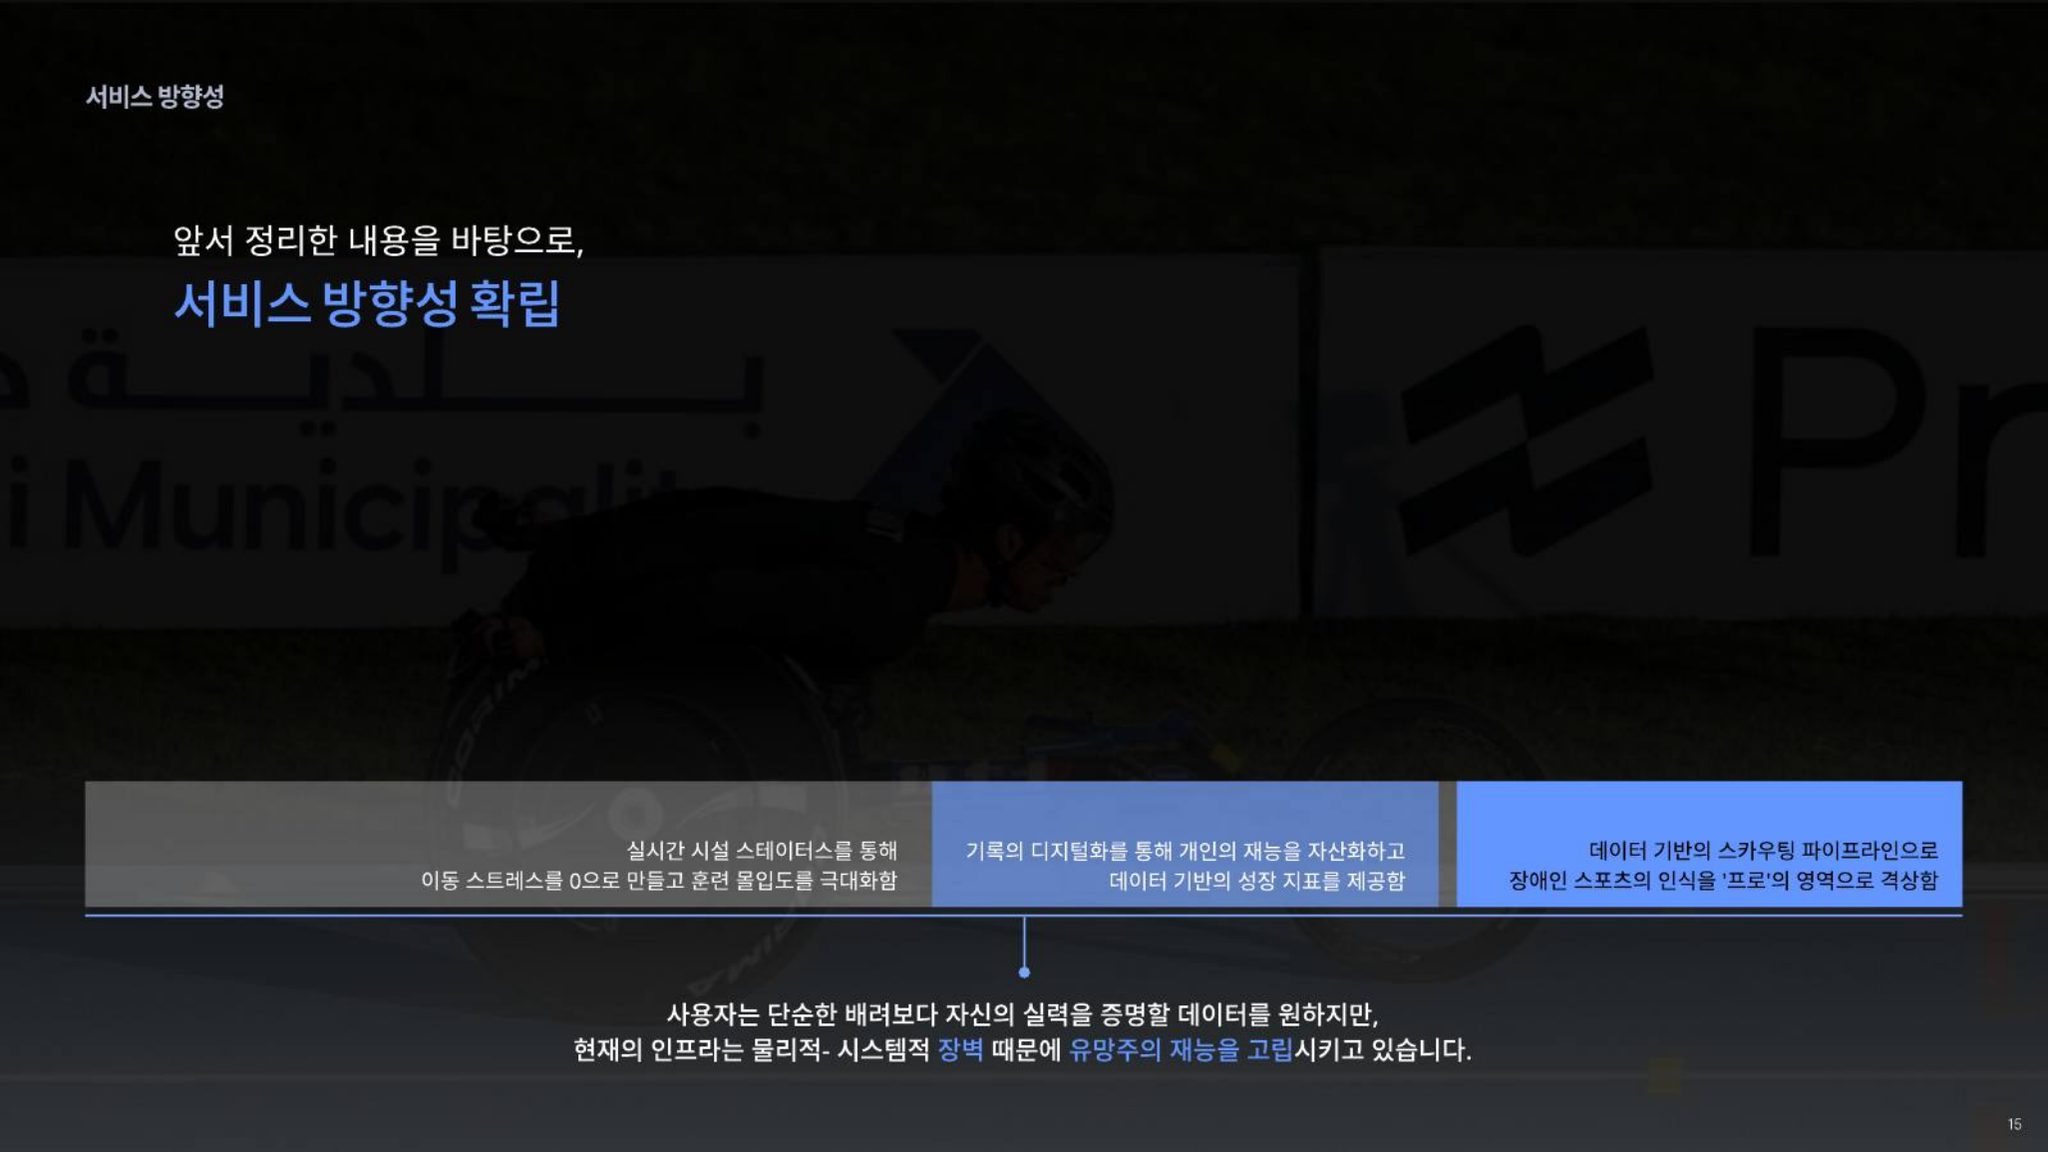 서비스 방향성
앞서 정리한 내용을 바탕으로,
서비스 방향성 확립
i Municipality
Pr
실시간 시설 스테이터스를 통해
이동 스트레스를 0으로 만들고 훈련 몰입도를 극대화함
기록의 디지털화를 통해 개인의 재능을 자산화하고
데이터 기반의 성장 지표를 제공함
데이터 기반의 스카우팅 파이프라인으로
장애인 스포츠의 인식을 '프로'의 영역으로 격상함
사용자는 단순한 배려보다 자신의 실력을 증명할 데이터를 원하지만,
현재의 인프라는 물리적- 시스템적 장벽 때문에 유망주의 재능을 고립시키고 있습니다.
15